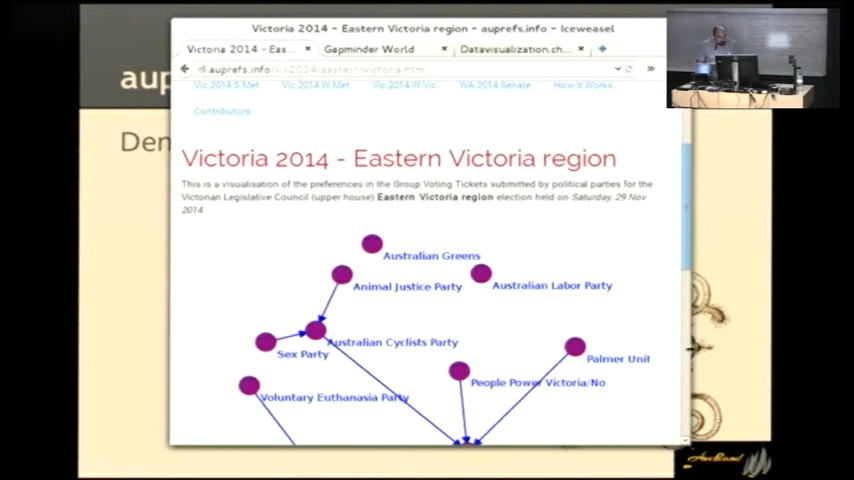 Victoria 2014 – Eastern Victoria region – auprefs.info – Iceweasel
Victoria 2014 – Eas...
Gapminder World
Datavisualization.ch...
auprefs.info/vic2014/eastern-victoria.html
Vic 2014 S.Met
Vic 2014 W.Met
Vic 2014 W.Vic
WA 2014 Senate
How It Works
Contributors
aup
Den
Victoria 2014 - Eastern Victoria region
This is a visualisation of the preferences in the Group Voting Tickets submitted by political parties for the
Victorian Legislative Council (upper house) Eastern Victoria region election held on Saturday, 29 Nov
2014
Australian Greens
Animal Justice Party
Australian Labor Party
Australian Cyclists Party
Sex Party
Palmer Unit
People Power Victoria/No
Voluntary Euthanasia Party
Auckland